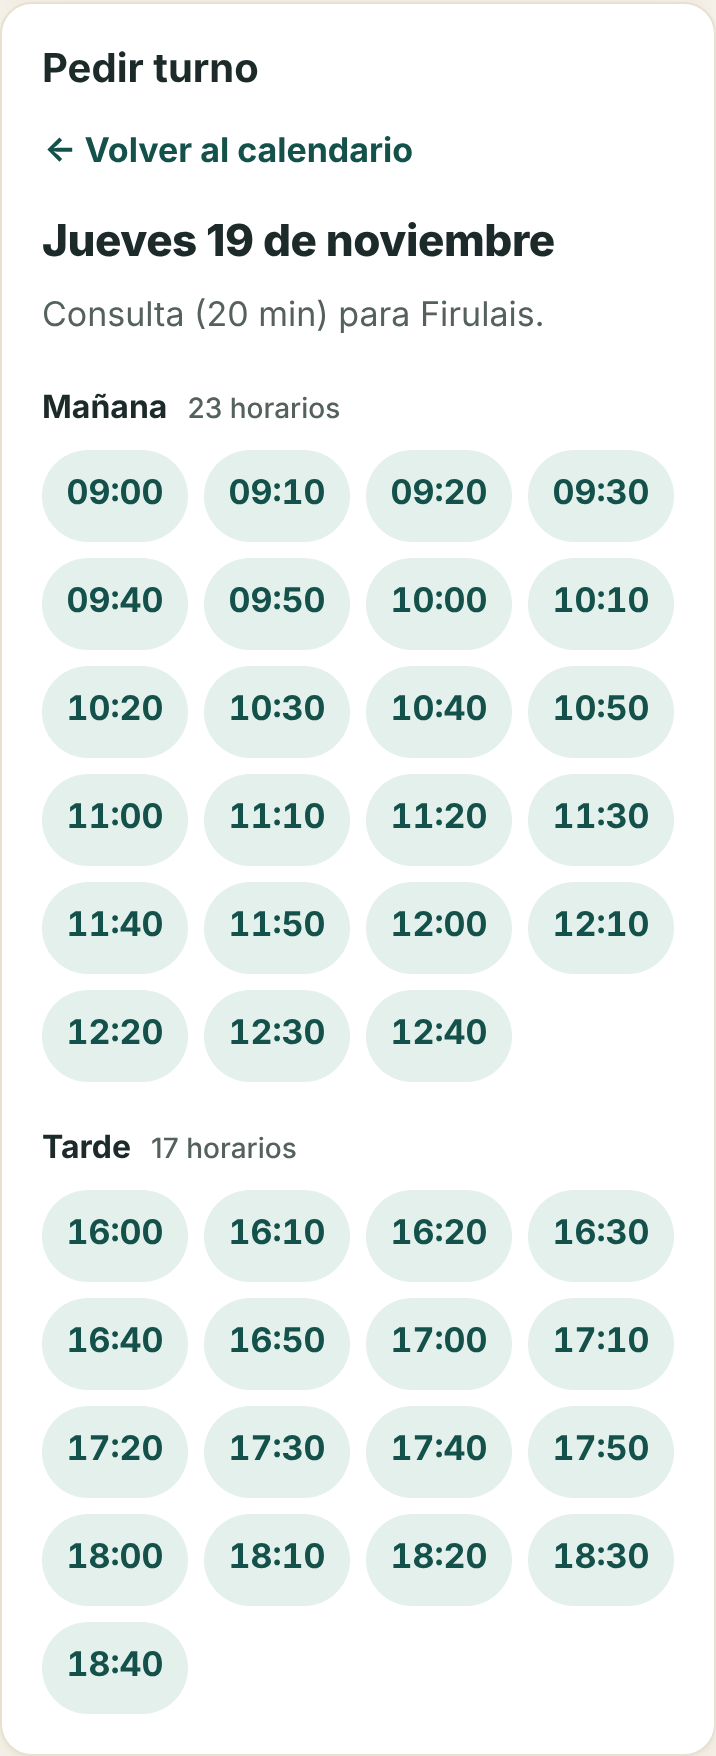 Pedir turno
← Volver al calendario
Jueves 19 de noviembre
Consulta (20 min) para Firulais.
Mañana 23 horarios
09:00 09:10 09:20 09:30
09:40 09:50 10:00 10:10
10:20 10:30 10:40 10:50
11:00 11:10 11:20 11:30
11:40 11:50 12:00 12:10
12:20 12:30 12:40
Tarde 17 horarios
16:00 16:10 16:20 16:30
16:40 16:50 17:00 17:10
17:20 17:30 17:40 17:50
18:00 18:10 18:20 18:30
18:40